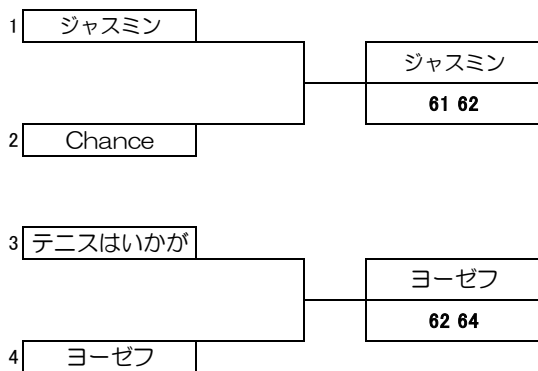 1 ジャスミン
ジャスミン
61 62
2 Chance
3 テニスはいかが
ヨーゼフ
62 64
4 ヨーゼフ